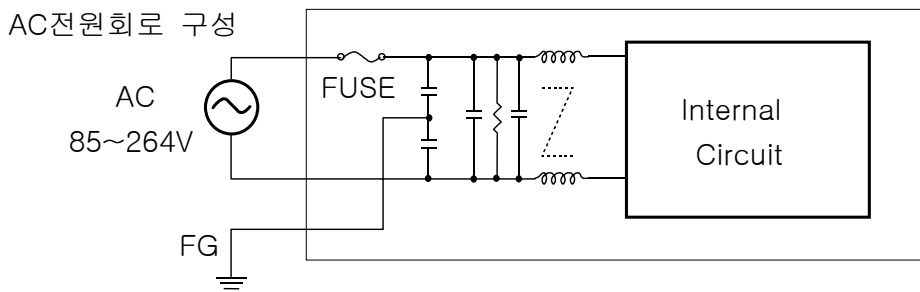 AC전원회로 구성
FUSE
AC
85~264V
Internal
Circuit
FG